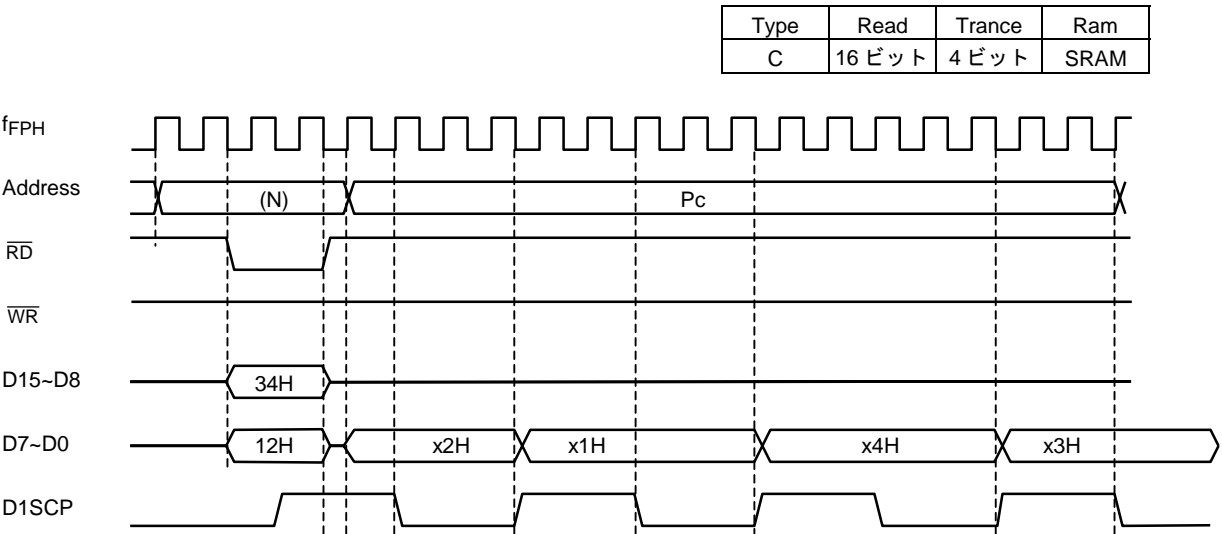 Type Read Trance Ram
C 16 ビット 4 ビット SRAM
fFPH
Address (N) Pc
RD
WR
D15~D8 34H
D7~D0 12H x2H x1H x4H x3H
D1SCP